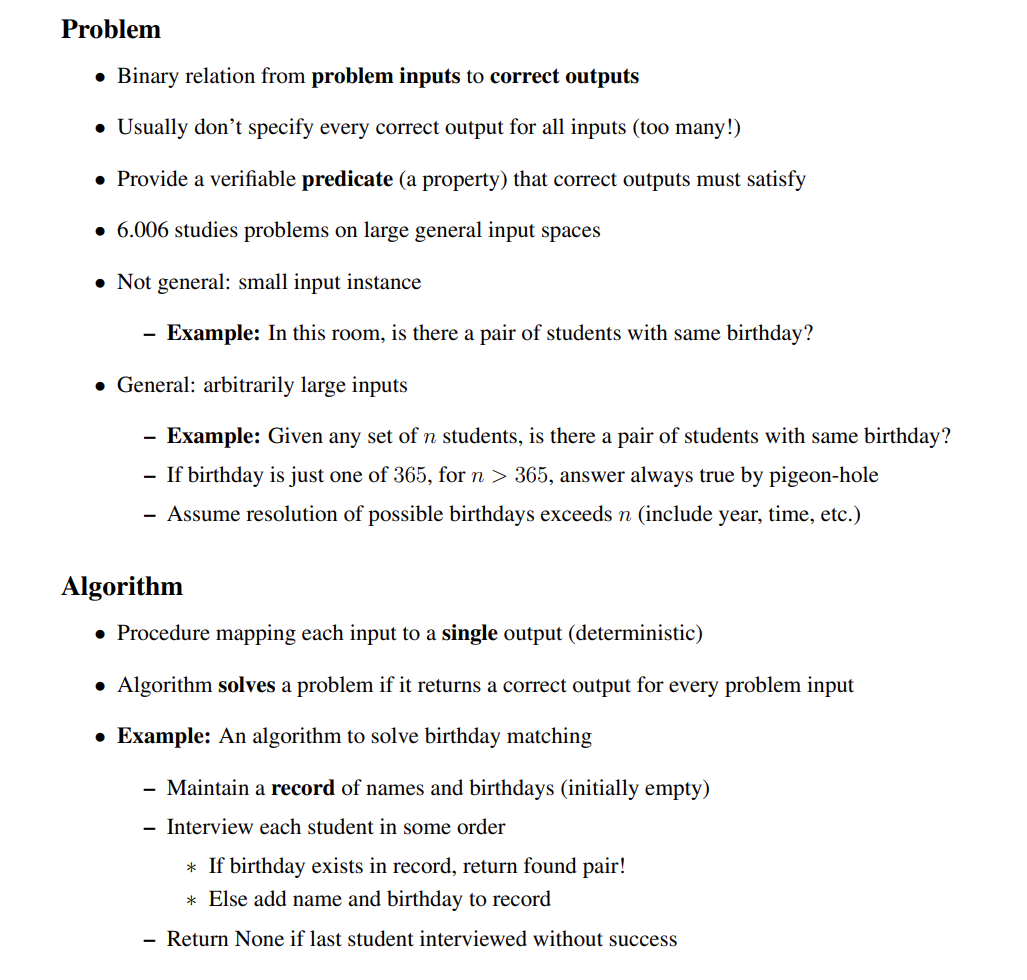 Problem
• Binary relation from problem inputs to correct outputs
• Usually don't specify every correct output for all inputs (too many!)
• Provide a verifiable predicate (a property) that correct outputs must satisfy
• 6.006 studies problems on large general input spaces
• Not general: small input instance
– Example: In this room, is there a pair of students with same birthday?
• General: arbitrarily large inputs
– Example: Given any set of n students, is there a pair of students with same birthday?
– If birthday is just one of 365, for n > 365, answer always true by pigeon-hole
– Assume resolution of possible birthdays exceeds n (include year, time, etc.)
Algorithm
• Procedure mapping each input to a single output (deterministic)
• Algorithm solves a problem if it returns a correct output for every problem input
• Example: An algorithm to solve birthday matching
– Maintain a record of names and birthdays (initially empty)
– Interview each student in some order
* If birthday exists in record, return found pair!
* Else add name and birthday to record
– Return None if last student interviewed without success